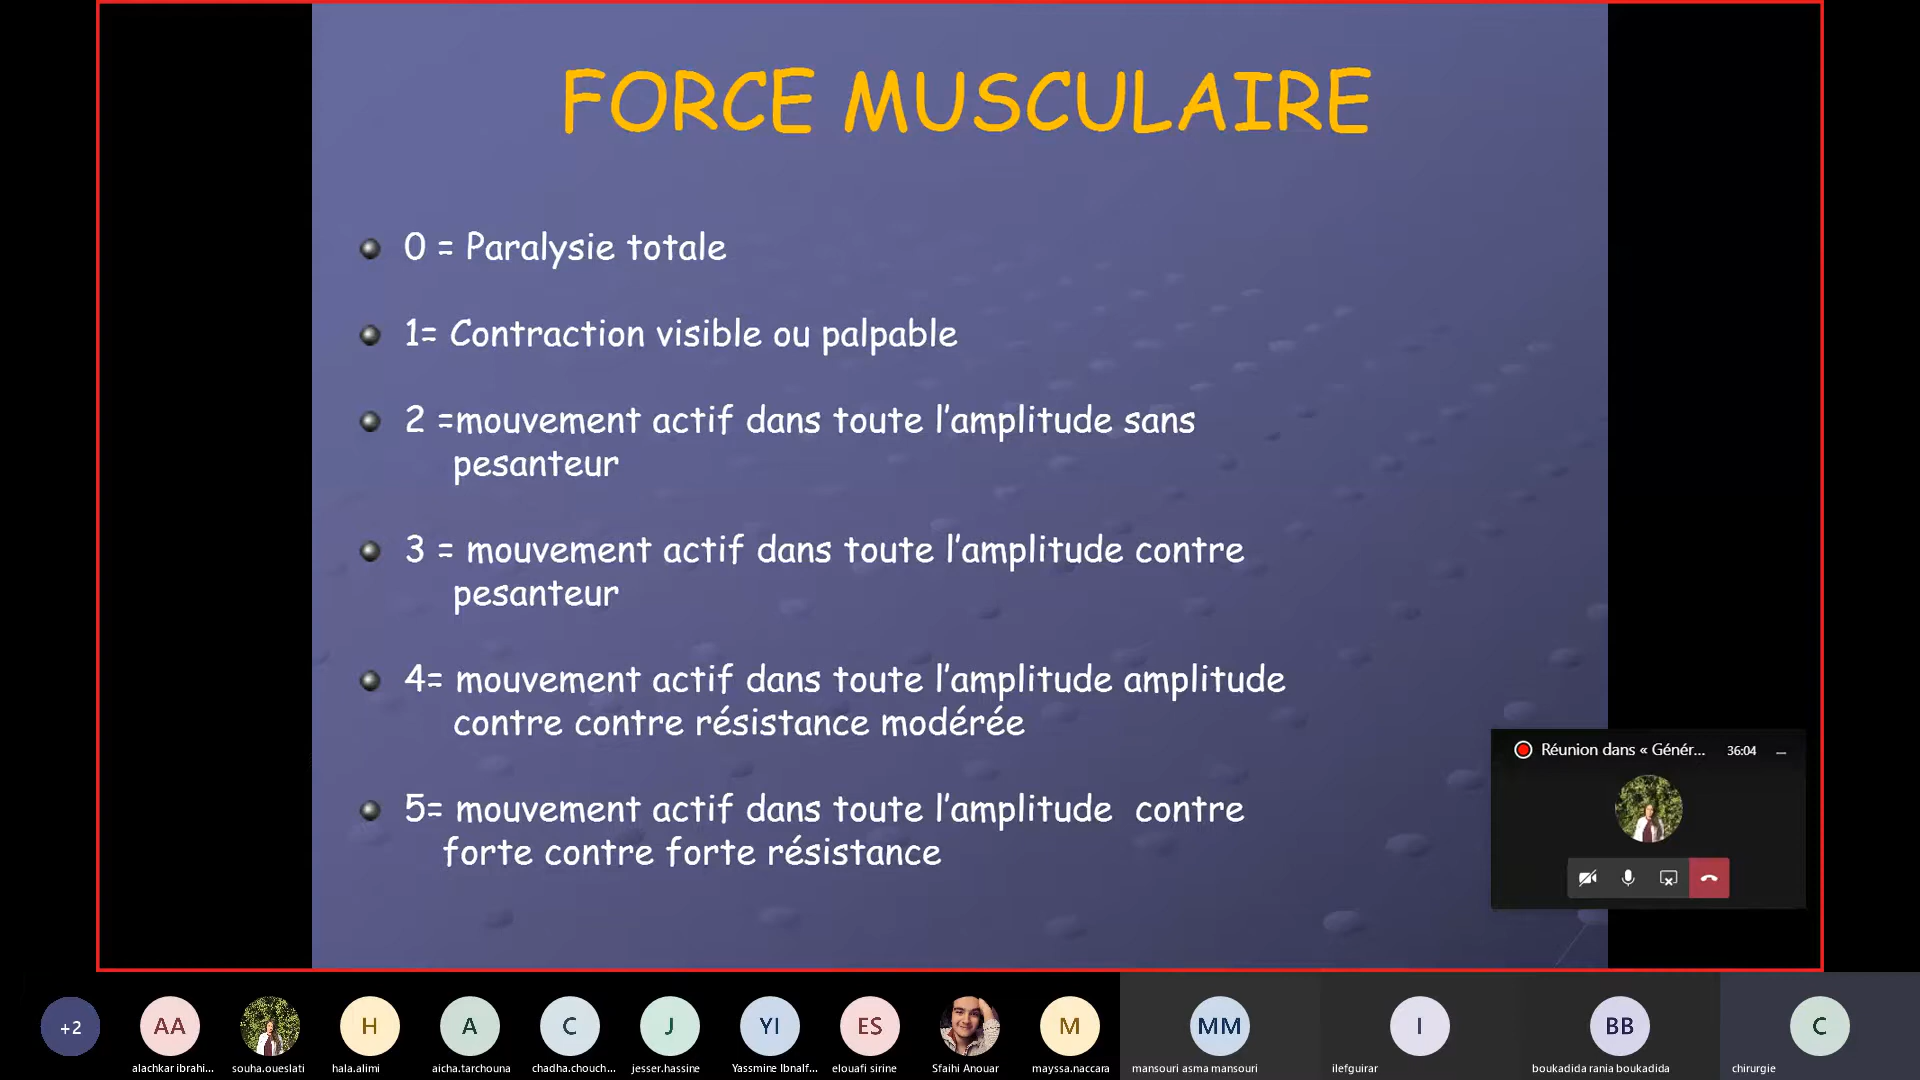 FORCE MUSCULAIRE
0 = Paralysie totale
1= Contraction visible ou palpable
2 =mouvement actif dans toute l'amplitude sans
pesanteur
3 = mouvement actif dans toute l'amplitude contre
pesanteur
4= mouvement actif dans toute l'amplitude amplitude
contre contre résistance modérée
5= mouvement actif dans toute l'amplitude contre
forte contre forte résistance
Réunion dans « Génér... 36:04
+2 AA H A C J YI ES M MM I BB C
alachkar ibrahi... souha.oueslati hala.alimi aicha.tarchouna chadha.chouch... jesser.hassine Yassmine Ibnalf... elouafi sirine Sfaihi Anouar mayssa.naccara mansouri asma mansouri ilefguirar boukadida rania boukadida chirurgie